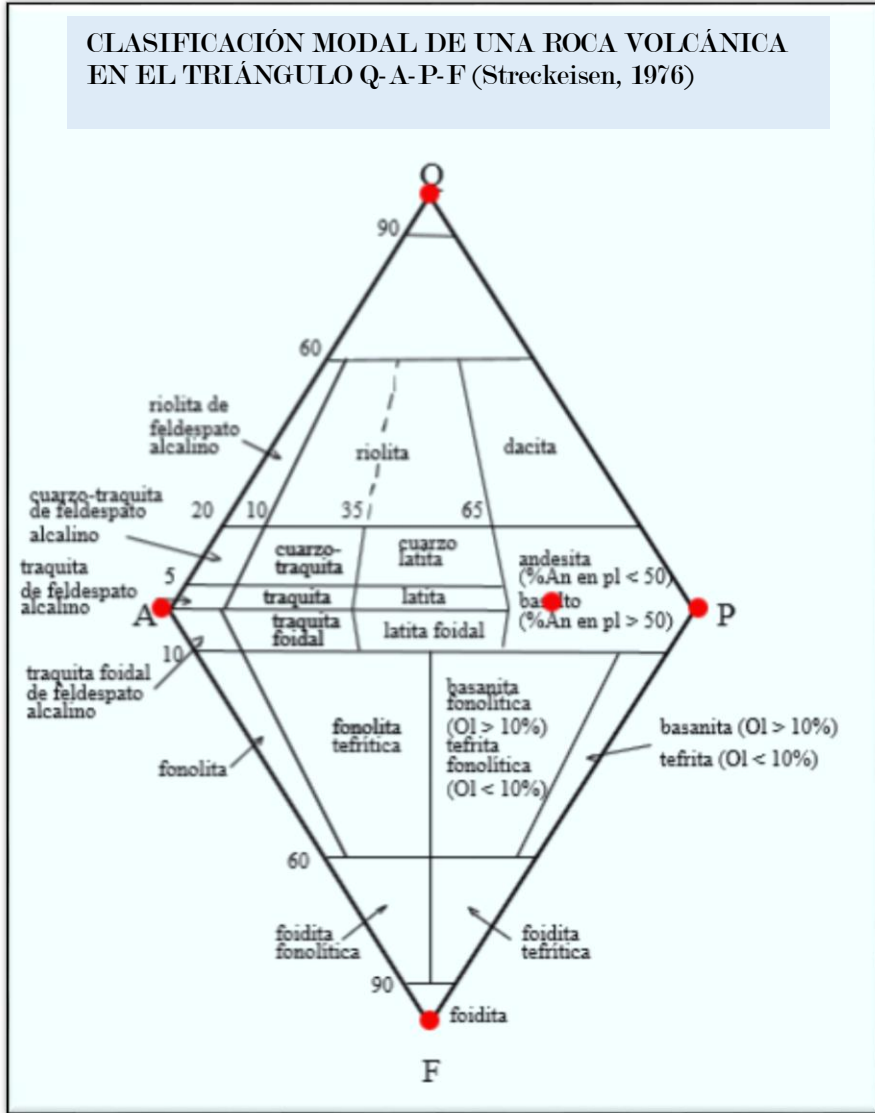 CLASIFICACIÓN MODAL DE UNA ROCA VOLCÁNICA
EN EL TRIÁNGULO Q-A-P-F (Streckeisen, 1976)
Q
90
60
riolita de
feldespato
alcalino
riolita
dacita
cuarzo-traquita
de feldespato
alcalino
20
10
35
65
cuarzo-
traquita
cuarzo
latita
andesita
(%An en pl < 50)
traquita
de feldespato
alcalino
5
traquita
latita
basalto
(%An en pl > 50)
A
P
traquita
foidal
latita foidal
10
traquita foidal
de feldespato
alcalino
fonolita
fonolita
tefrítica
basanita
fonolítica
(Ol > 10%)
tefrita
fonolítica
(Ol < 10%)
basanita (Ol > 10%)
tefrita (Ol < 10%)
60
foidita
fonolítica
foidita
tefrítica
90
foidita
F